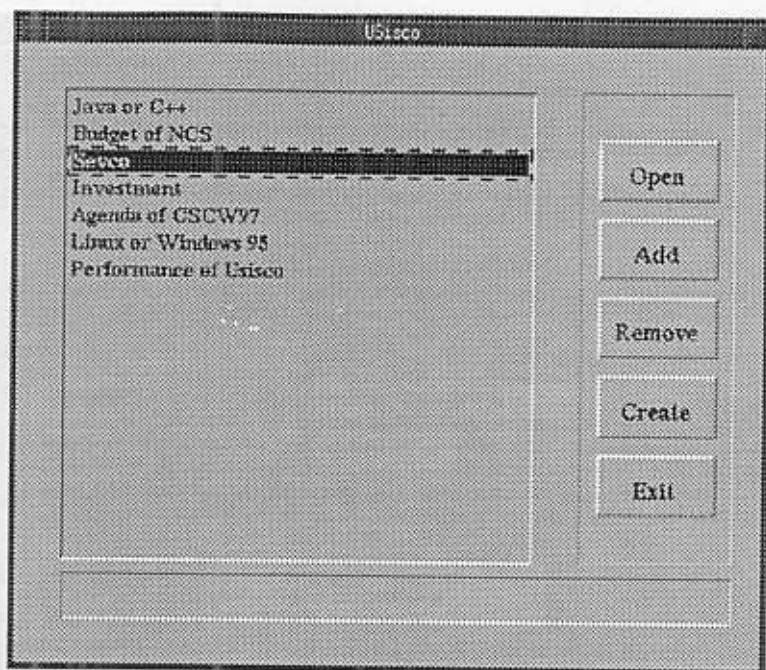 USisco
Java or C++
Budget of NCS
Investment
Agenda of CSCW97
Linux or Windows 95
Performance of Usisco
Open
Add
Remove
Create
Exit